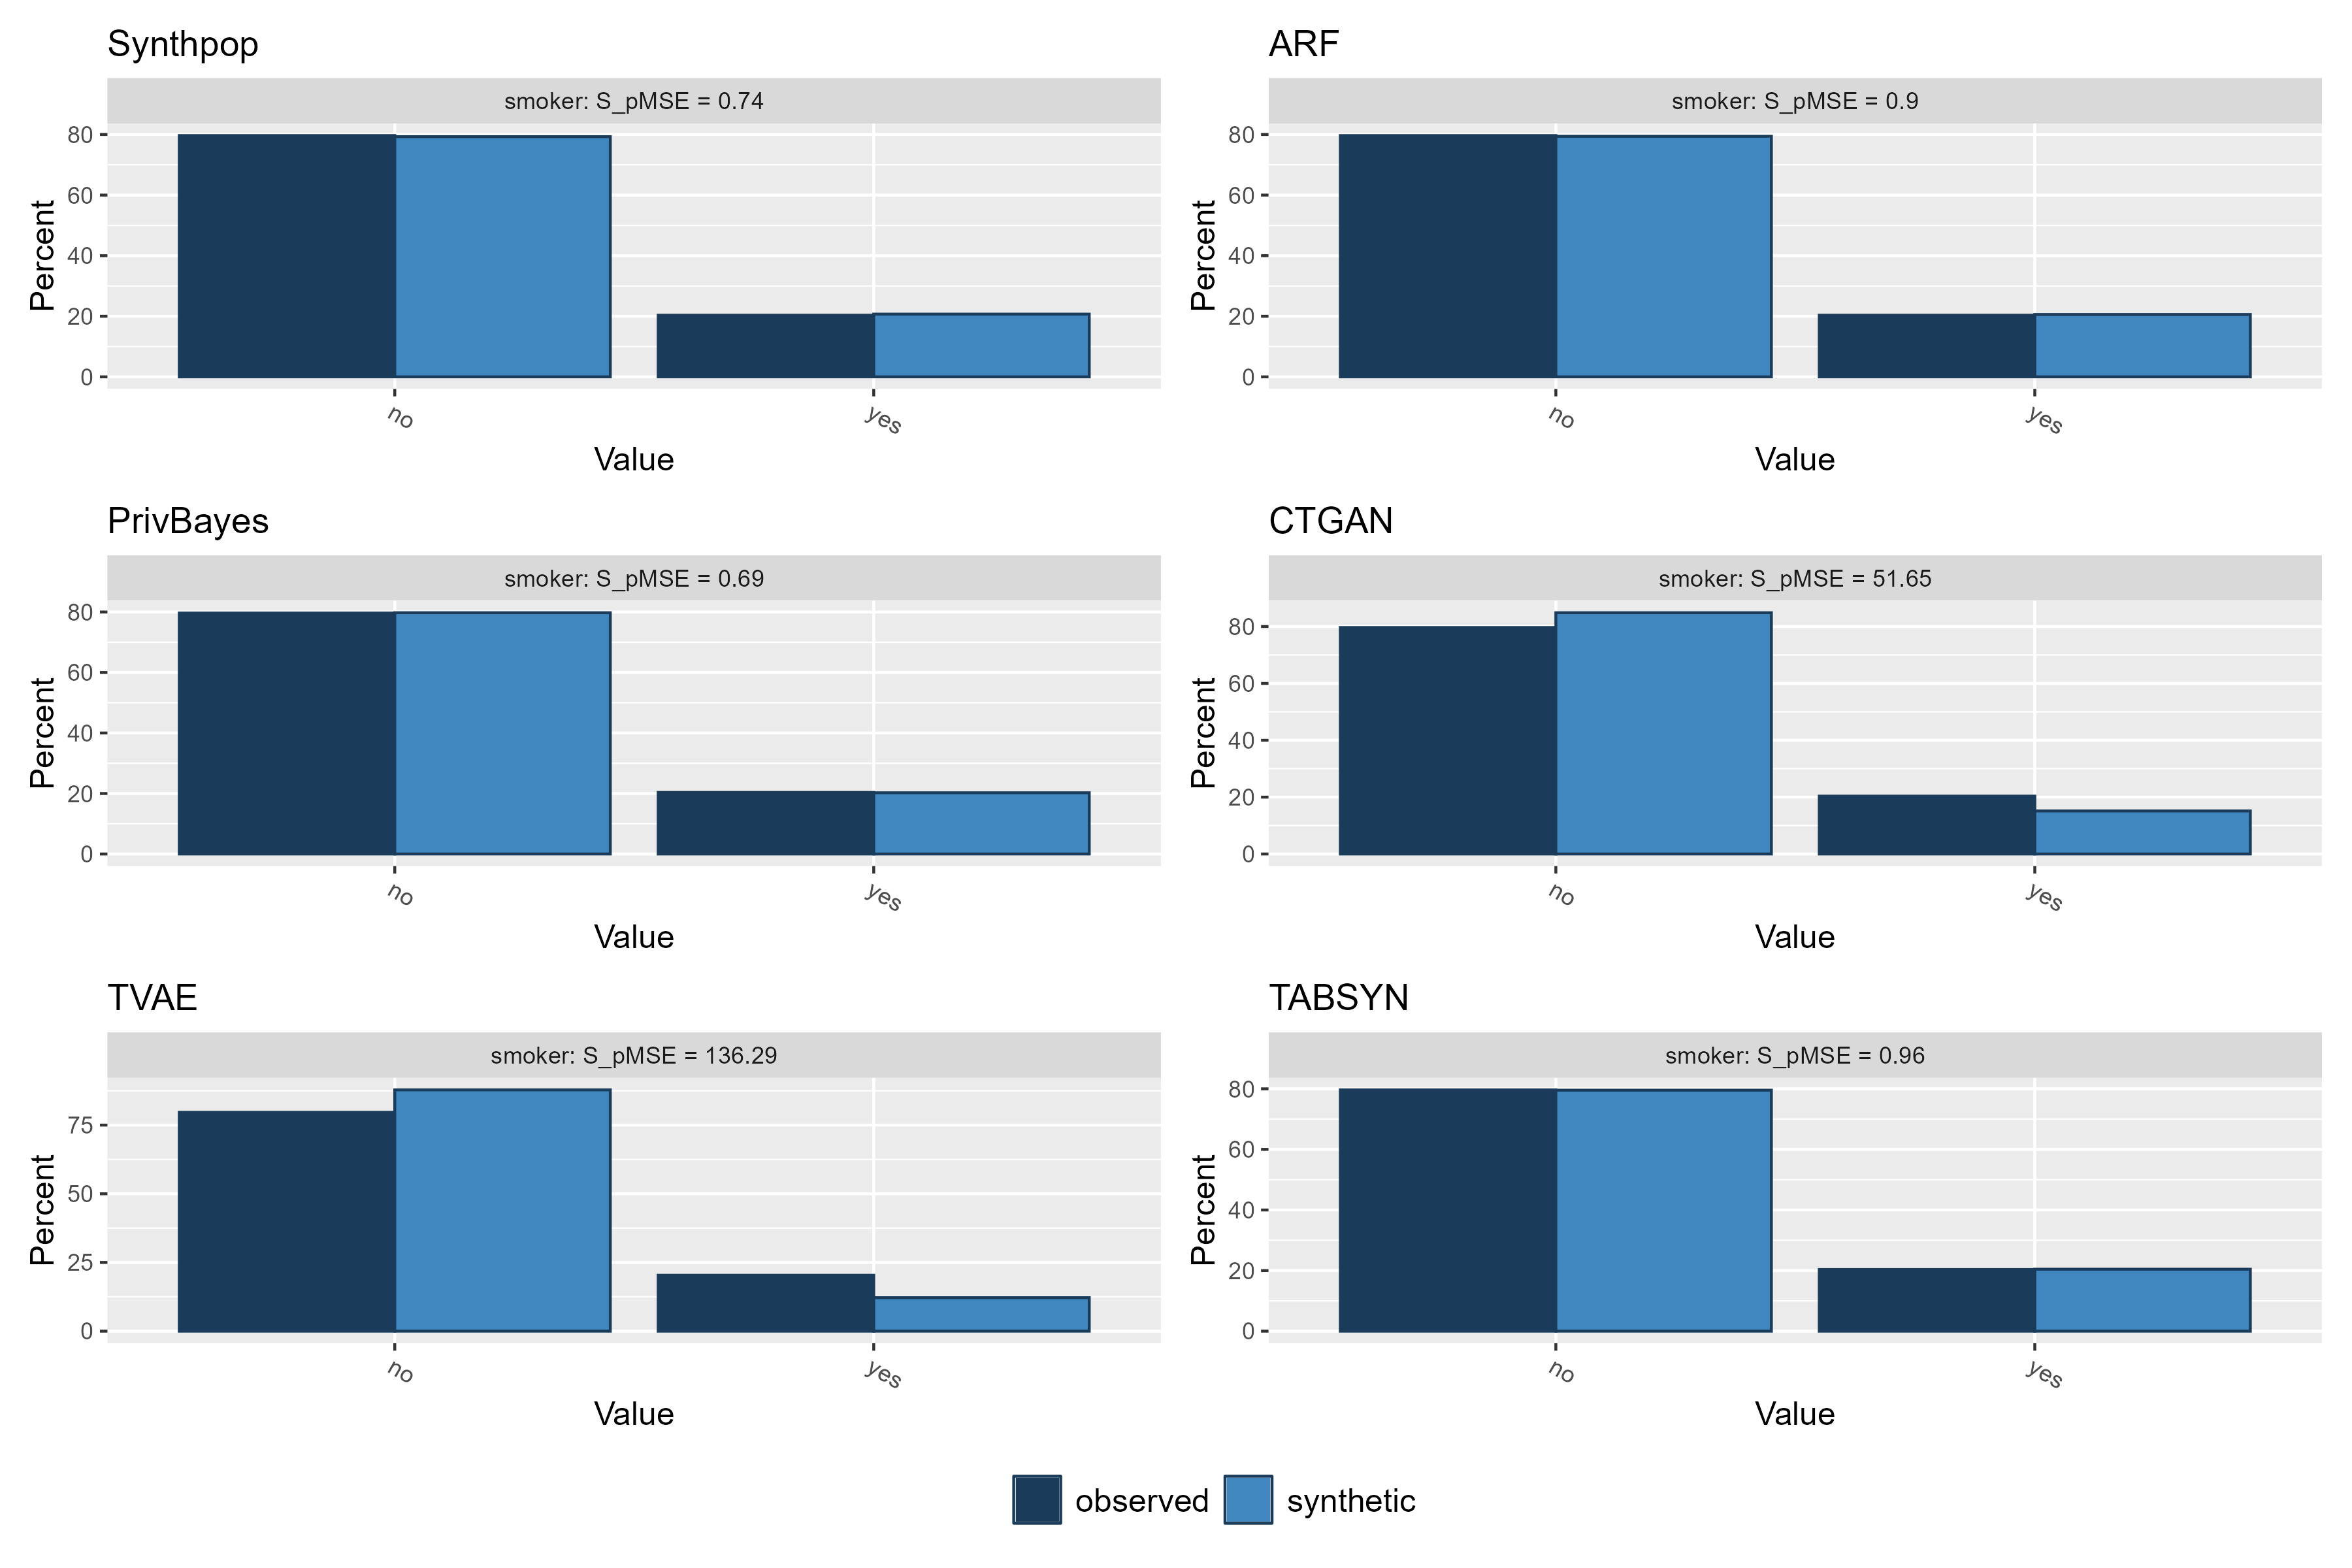 Synthpop
smoker: S_pMSE = 0.74
Percent
80
60
40
20
0
no
yes
Value
ARF
smoker: S_pMSE = 0.9
Percent
80
60
40
20
0
no
yes
Value
PrivBayes
smoker: S_pMSE = 0.69
Percent
80
60
40
20
0
no
yes
Value
CTGAN
smoker: S_pMSE = 51.65
Percent
80
60
40
20
0
no
yes
Value
TVAE
smoker: S_pMSE = 136.29
Percent
75
50
25
0
no
yes
Value
TABSYN
smoker: S_pMSE = 0.96
Percent
80
60
40
20
0
no
yes
Value
observed
synthetic